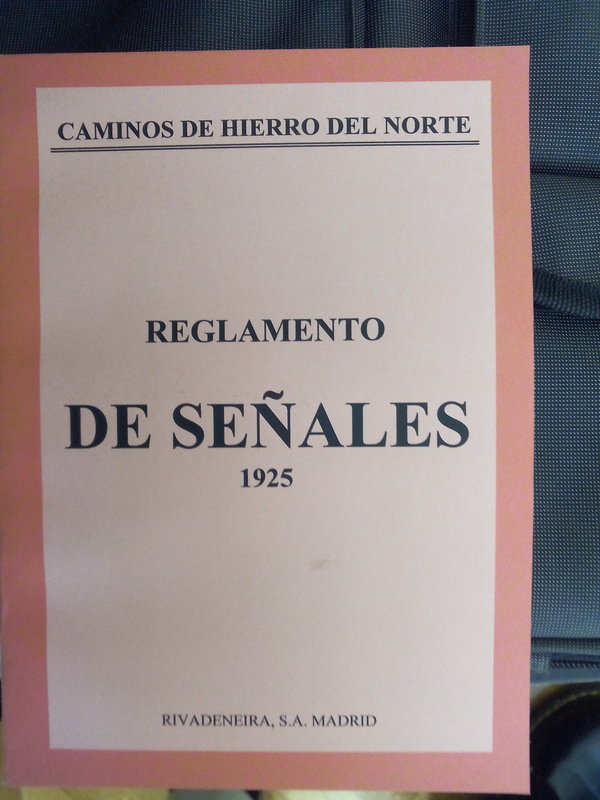 CAMINOS DE HIERRO DEL NORTE
REGLAMENTO
DE SEÑALES
1925
RIVADENEIRA, S.A. MADRID